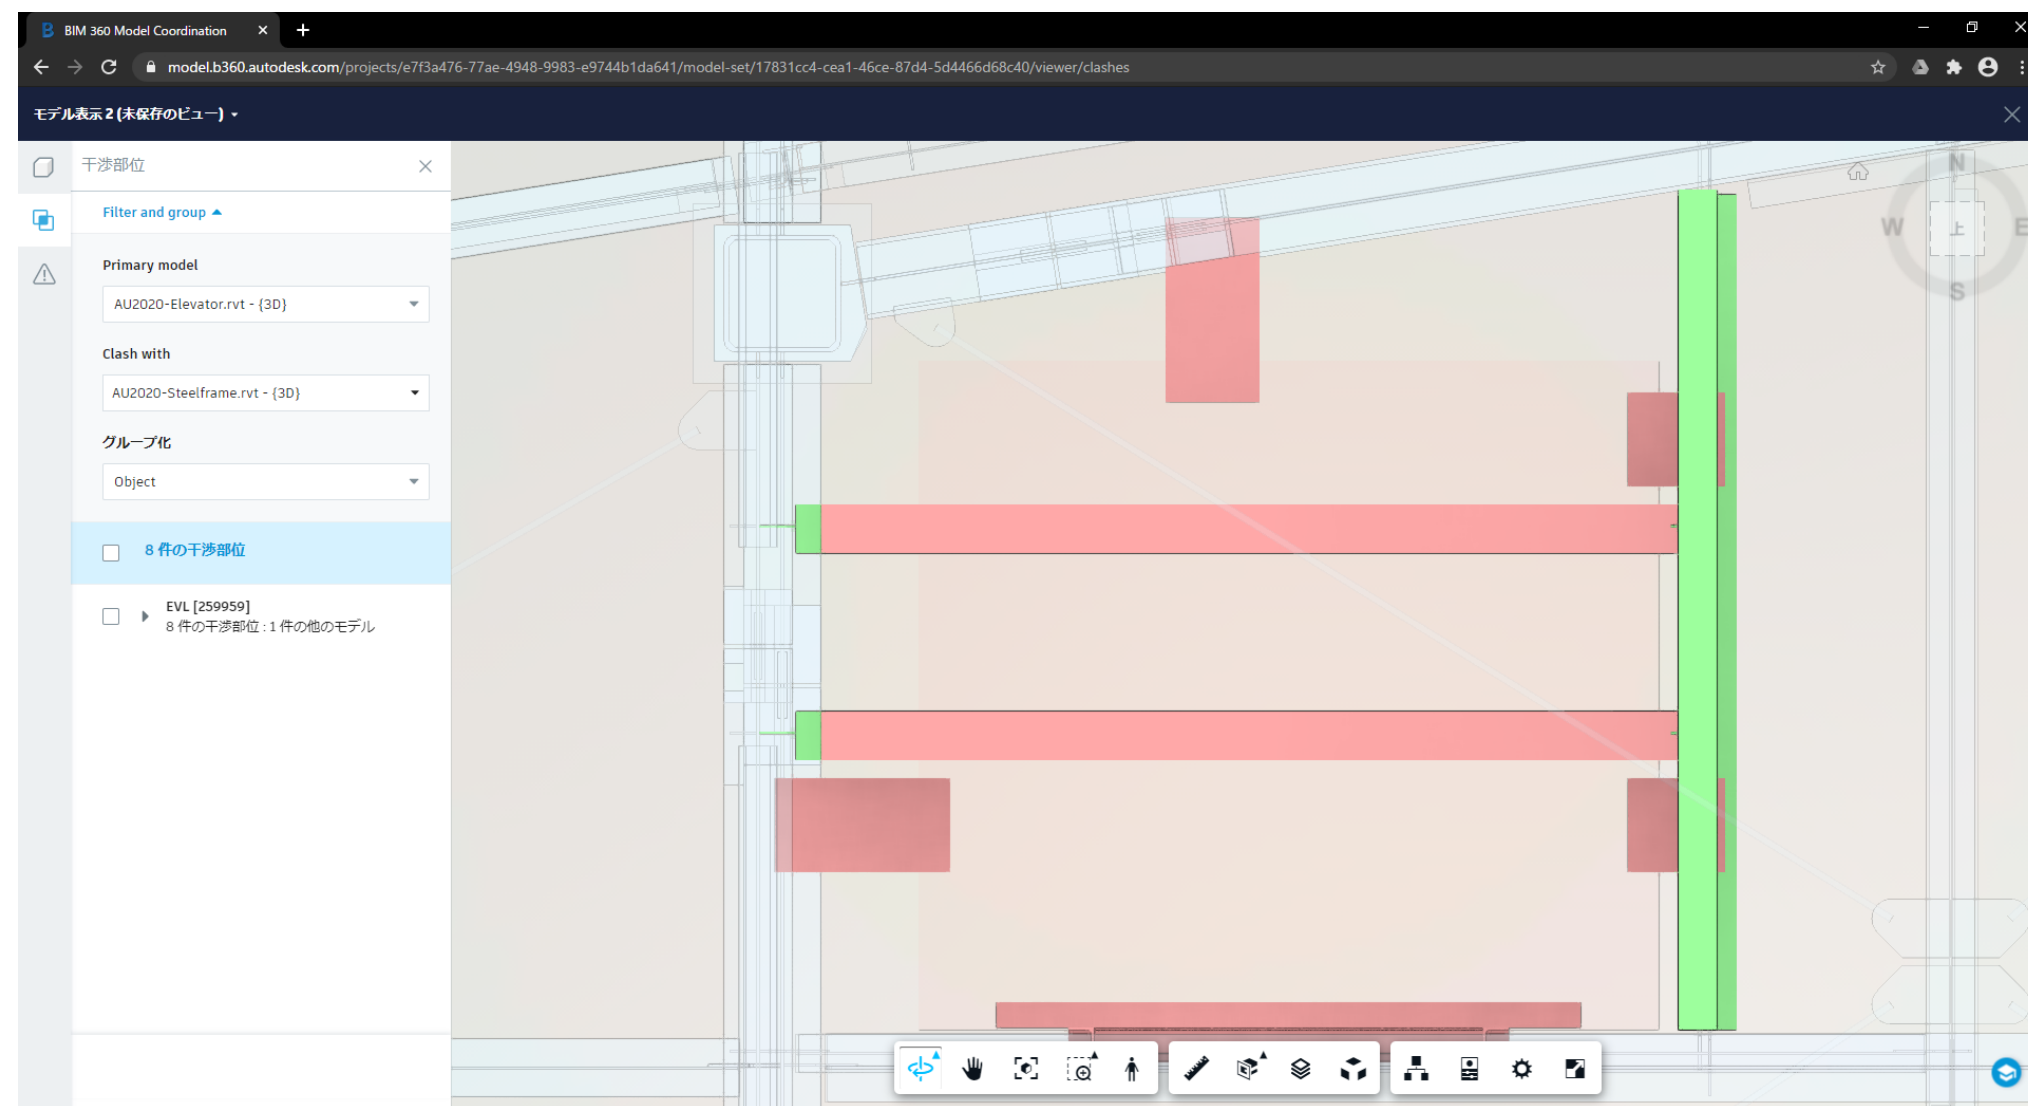 BIM 360 Model Coordination
model.b360.autodesk.com/projects/e7f3a476-77ae-4948-9983-e9744b1da641/model-set/17831cc4-cea1-46ce-87d4-5d4466d68c40/viewer/clashes
モデル表示 2 (未保存のビュー)
干渉部位
Filter and group
Primary model
AU2020-Elevator.rvt - {3D}
Clash with
AU2020-Steelframe.rvt - {3D}
グループ化
Object
8 件の干渉部位
EVL [259959]
8 件の干渉部位 : 1 件の他のモデル
N
W
上
E
S